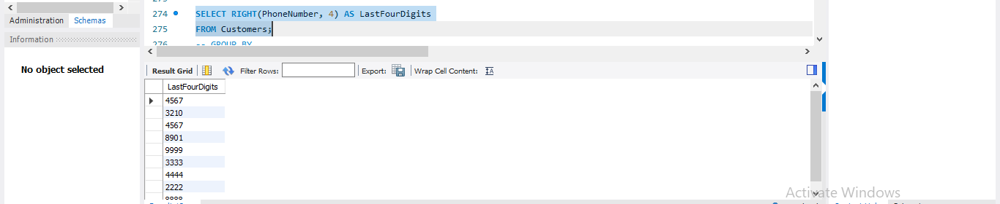 274 SELECT RIGHT(PhoneNumber, 4) AS LastFourDigits
275 FROM Customers;
276 -- GROUP BY
Administration Schemas
Information
No object selected
Result Grid Filter Rows: Export: Wrap Cell Content:
LastFourDigits
4567
3210
4567
8901
9999
3333
4444
2222
8888
Activate Windows